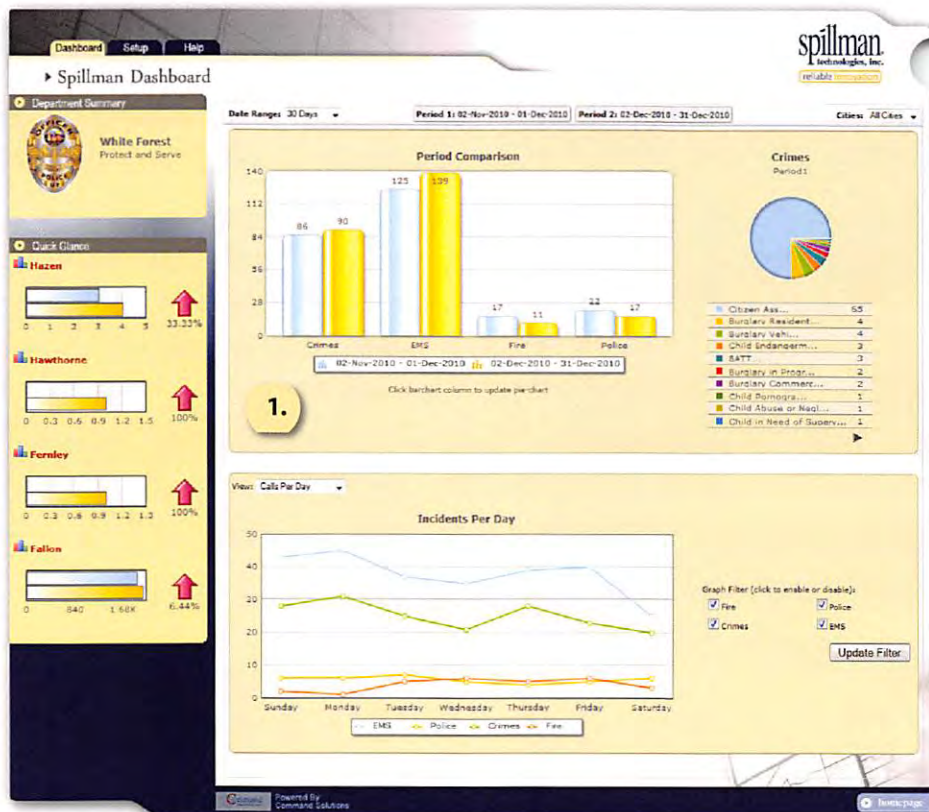 Dashboard Setup Help
spillman
technologies, inc.
reliable innovation
Spillman Dashboard
Department Summary
White Forest
Protect and Serve
OFFICER
POLICE
Quick Glance
Hazen
0 1 2 3 4 5
33.33%
Hawthorne
0 0.3 0.6 0.9 1.2 1.5
100%
Fernley
0 0.3 0.6 0.9 1.2 1.5
100%
Fallon
0 840 1.68K
6.44%
Date Range: 30 Days
Period 1: 02-Nov-2010 - 01-Dec-2010
Period 2: 02-Dec-2010 - 31-Dec-2010
Cities: All Cities
Period Comparison
140
112
84
56
28
0
86 90 125 139 17 11 22 17
Crimes EMS Fire Police
02-Nov-2010 - 01-Dec-2010 02-Dec-2010 - 31-Dec-2010
Click barchart column to update pie-chart
1.
Crimes
Period1
Citizen Ass... 65
Burglary Resident... 4
Burglary Vehi... 4
Child Endangerm... 3
BATT... 3
Burglary in Progr... 2
Burglary Commerc... 2
Child Pornogra... 1
Child Abuse or Negl... 1
Child in Need of Superv... 1
View: Calls Per Day
Incidents Per Day
50
40
30
20
10
0
Sunday Monday Tuesday Wednesday Thursday Friday Saturday
EMS Police Crimes Fire
Graph Filter (click to enable or disable):
Fire Police
Crimes EMS
Update Filter
Command
Powered By
Command Solutions
homepage